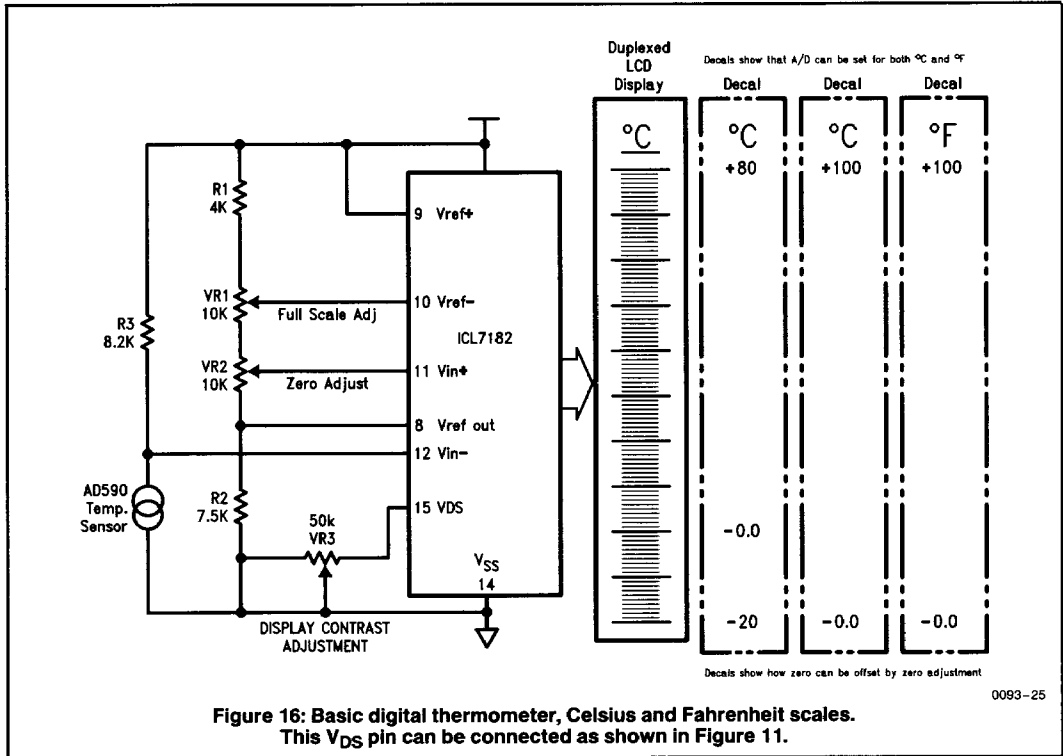 Duplexed
LCD
Display
Decals show that A/D can be set for both °C and °F
Decal
Decal
Decal
°C
°C
+80
°C
+100
°F
+100
R1
4K
9 Vref+
VR1
10K
Full Scale Adj
10 Vref-
R3
8.2K
ICL7182
VR2
10K
Zero Adjust
11 Vin+
8 Vref out
12 Vin-
AD590
Temp.
Sensor
R2
7.5K
50k
VR3
15 VDS
VSS
14
-0.0
-20
-0.0
-0.0
DISPLAY CONTRAST
ADJUSTMENT
Decals show how zero can be offset by zero adjustment
0093-25
Figure 16: Basic digital thermometer, Celsius and Fahrenheit scales.
This VDS pin can be connected as shown in Figure 11.